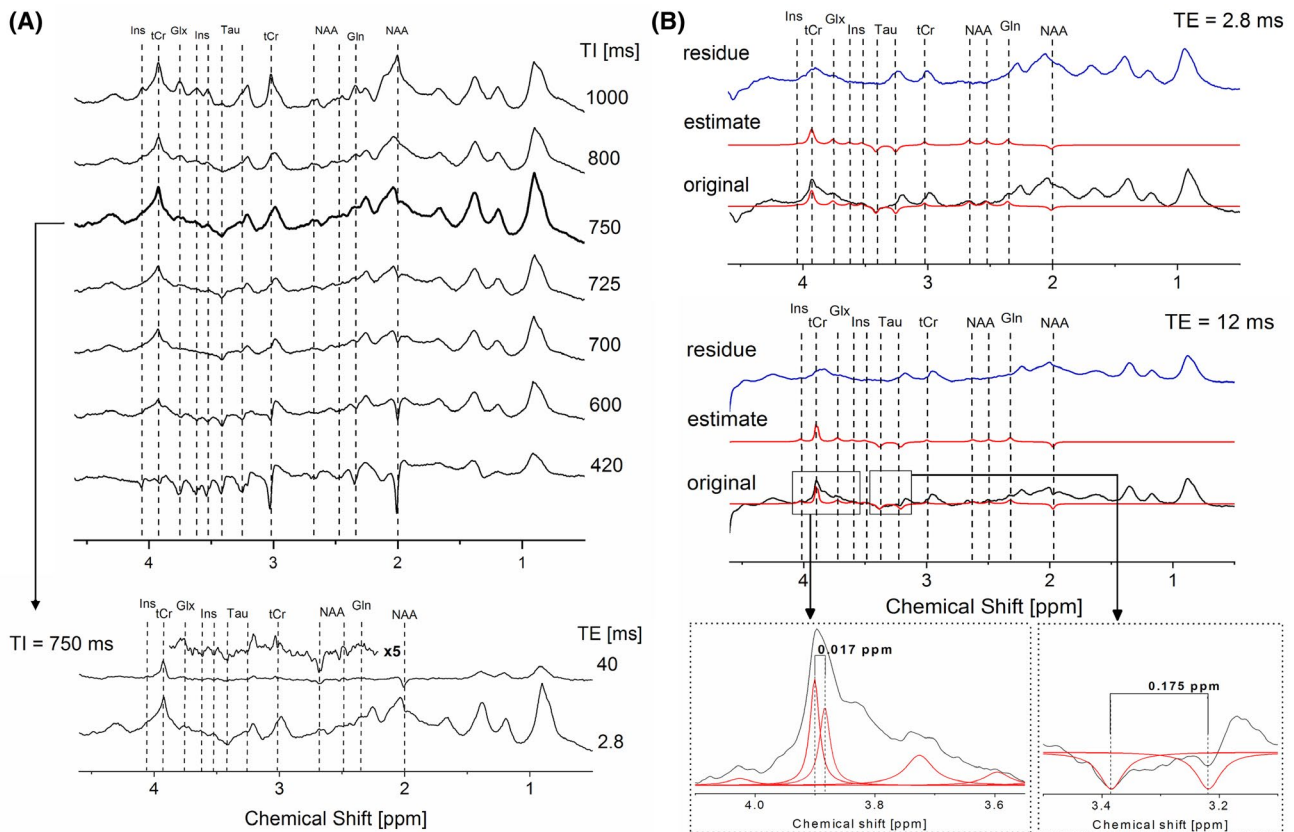 (A)
Ins tCr Glx Ins Tau tCr NAA Gln NAA
TI [ms]
1000
800
750
725
700
600
420
4 3 2 1
TI = 750 ms
Ins tCr Glx Ins Tau tCr NAA Gln NAA
TE [ms]
x5
40
2.8
4 3 2 1
Chemical Shift [ppm]
(B)
TE = 2.8 ms
Ins tCr Glx Ins Tau tCr NAA Gln NAA
residue
estimate
original
4 3 2 1
TE = 12 ms
Ins tCr Glx Ins Tau tCr NAA Gln NAA
residue
estimate
original
4 3 2 1
Chemical Shift [ppm]
0.017 ppm
4.0 3.8 3.6
Chemical shift [ppm]
0.175 ppm
3.4 3.2
Chemical shift [ppm]